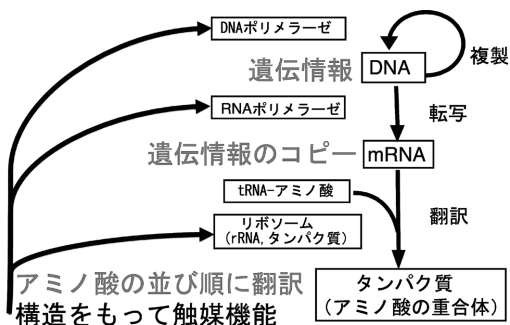 DNAポリメラーゼ
遺伝情報
DNA
複製
RNAポリメラーゼ
転写
遺伝情報のコピー
mRNA
tRNA-アミノ酸
翻訳
リボソーム
(rRNA,タンパク質)
アミノ酸の並び順に翻訳
構造をもって触媒機能
タンパク質
(アミノ酸の重合体)